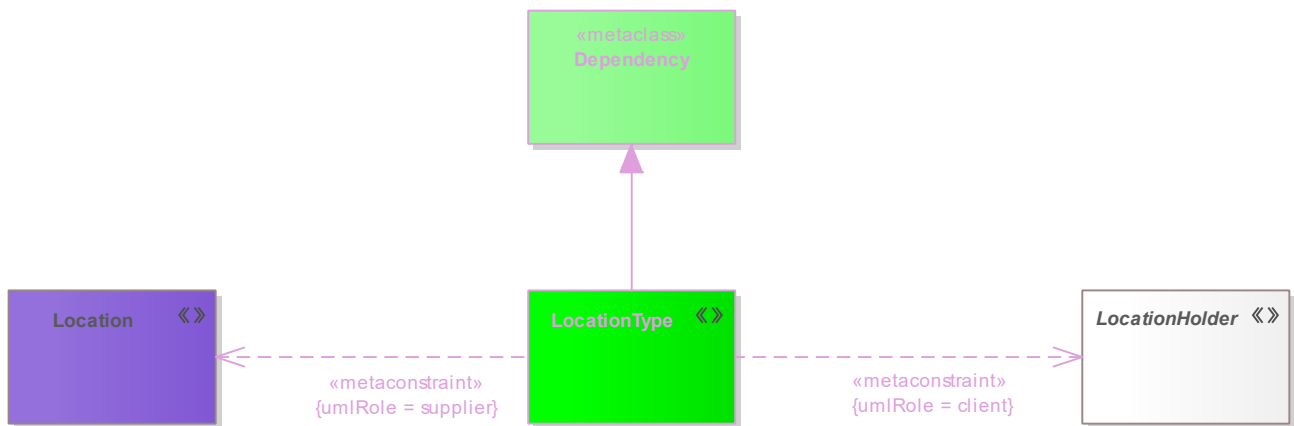 «metaclass»
Dependency
Location «»
LocationType «»
LocationHolder «»
«metaconstraint»
{umlRole = supplier}
«metaconstraint»
{umlRole = client}